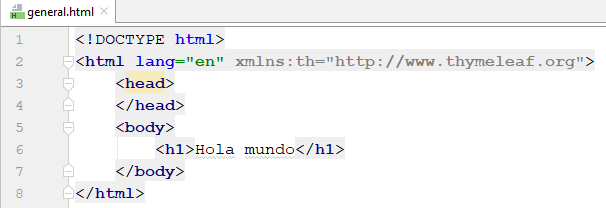 general.html
1 <!DOCTYPE html>
2 <html lang="en" xmlns:th="http://www.thymeleaf.org">
3 <head>
4 </head>
5 <body>
6 <h1>Hola mundo</h1>
7 </body>
8 </html>